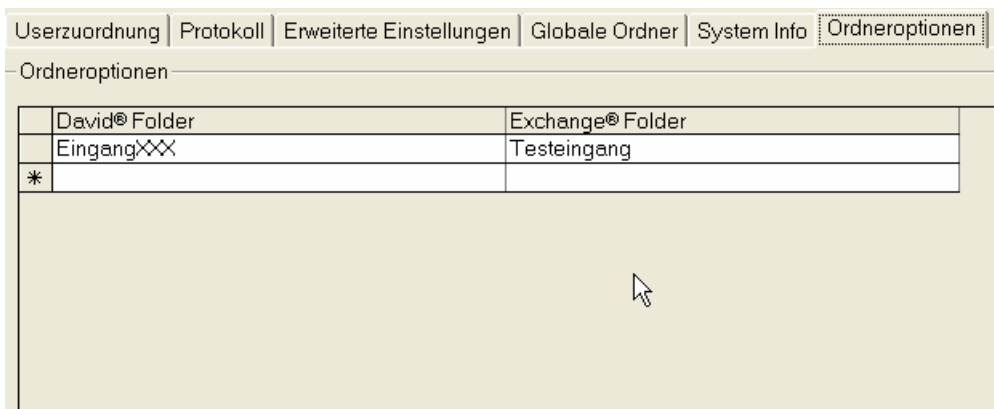 Userzuordnung Protokoll Erweiterte Einstellungen Globale Ordner System Info Ordneroptionen
Ordneroptionen
David® Folder Exchange® Folder
EingangXXX Testeingang
*